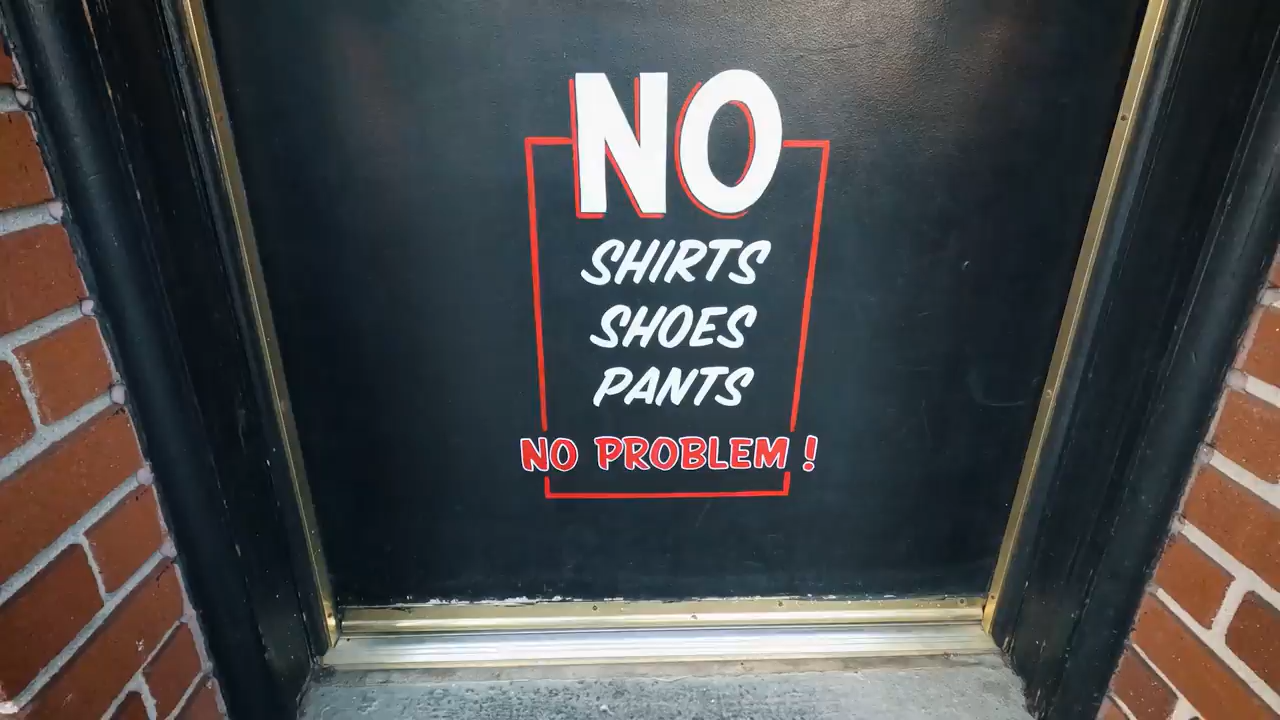 NO
SHIRTS
SHOES
PANTS
NO PROBLEM !